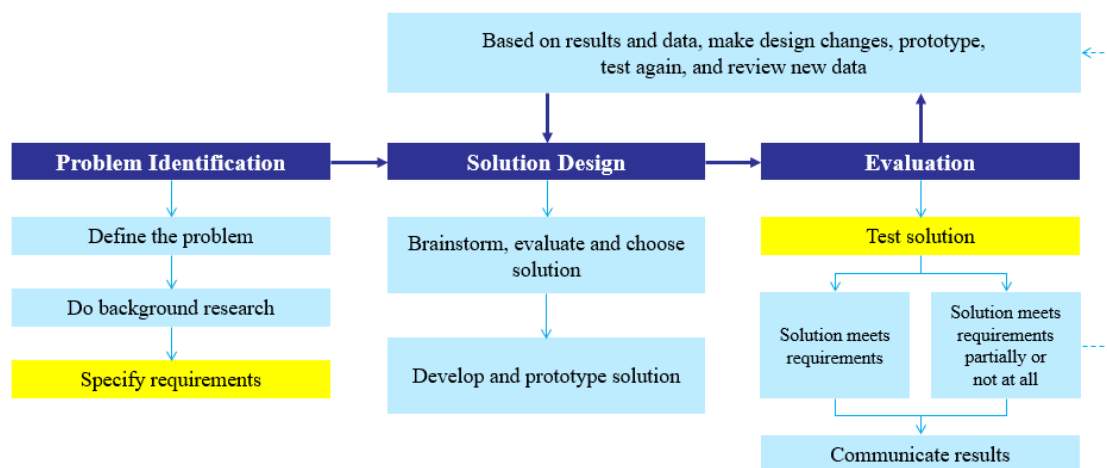 Based on results and data, make design changes, prototype,
test again, and review new data
Problem Identification
Solution Design
Evaluation
Define the problem
Do background research
Specify requirements
Brainstorm, evaluate and choose
solution
Develop and prototype solution
Test solution
Solution meets
requirements
Solution meets
requirements
partially or
not at all
Communicate results